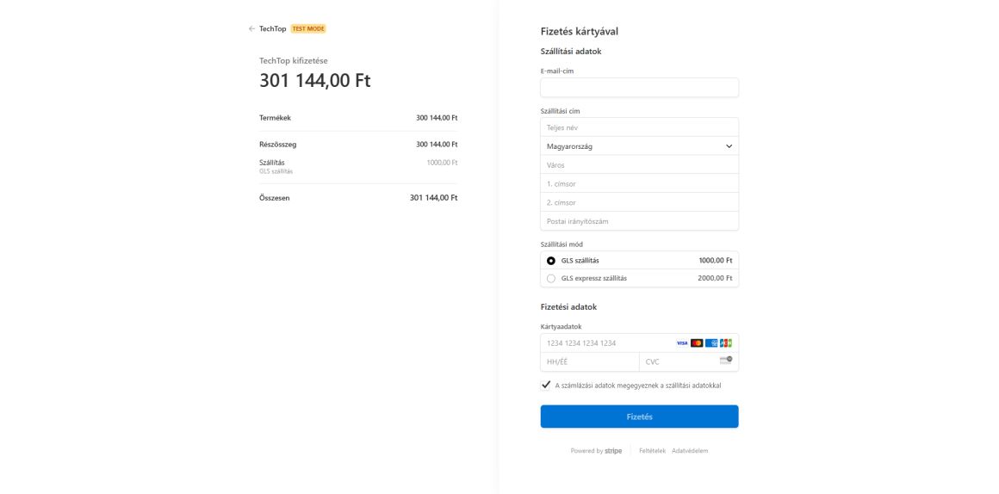 TechTop TEST MODE
TechTop kifizetése
301 144,00 Ft
Termékek 300 144,00 Ft
Részösszeg 300 144,00 Ft
Szállítás 1000,00 Ft
GLS szállítás
Összesen 301 144,00 Ft
Fizetés kártyával
Szállítási adatok
E-mail-cím
Szállítási cím
Teljes név
Magyarország
Város
1. címsor
2. címsor
Postai irányítószám
Szállítási mód
GLS szállítás 1000,00 Ft
GLS expressz szállítás 2000,00 Ft
Fizetési adatok
Kártyaadatok
1234 1234 1234 1234 VISA JCB
HH/ÉÉ CVC
A számlázási adatok megegyeznek a szállítási adatokkal
Fizetés
Powered by stripe Feltételek Adatvédelem